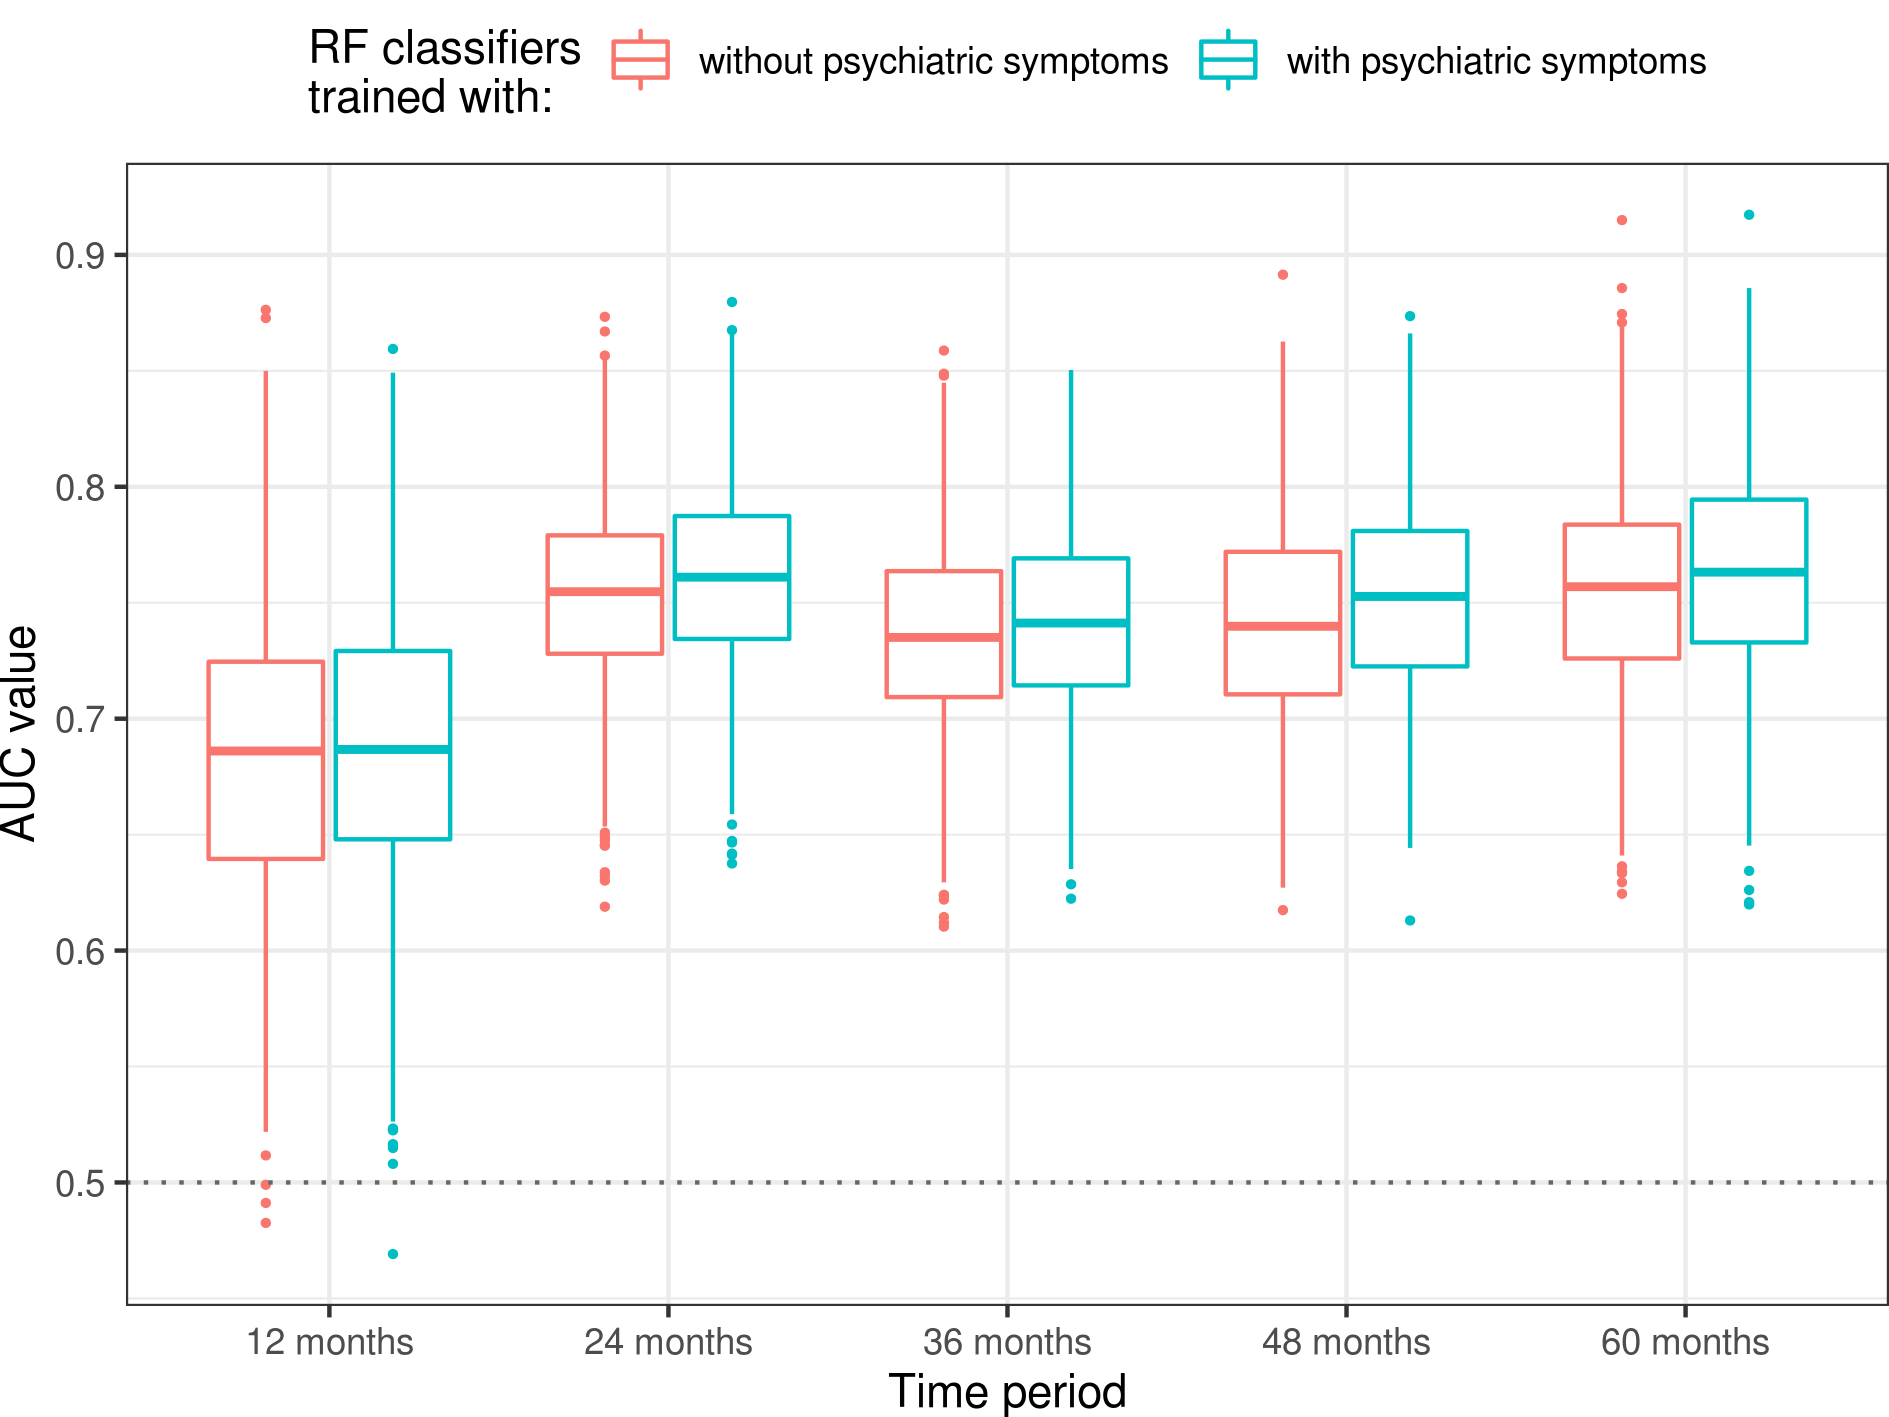 RF classifiers
trained with:
without psychiatric symptoms
with psychiatric symptoms
AUC value
0.9
0.8
0.7
0.6
0.5
12 months
24 months
36 months
48 months
60 months
Time period